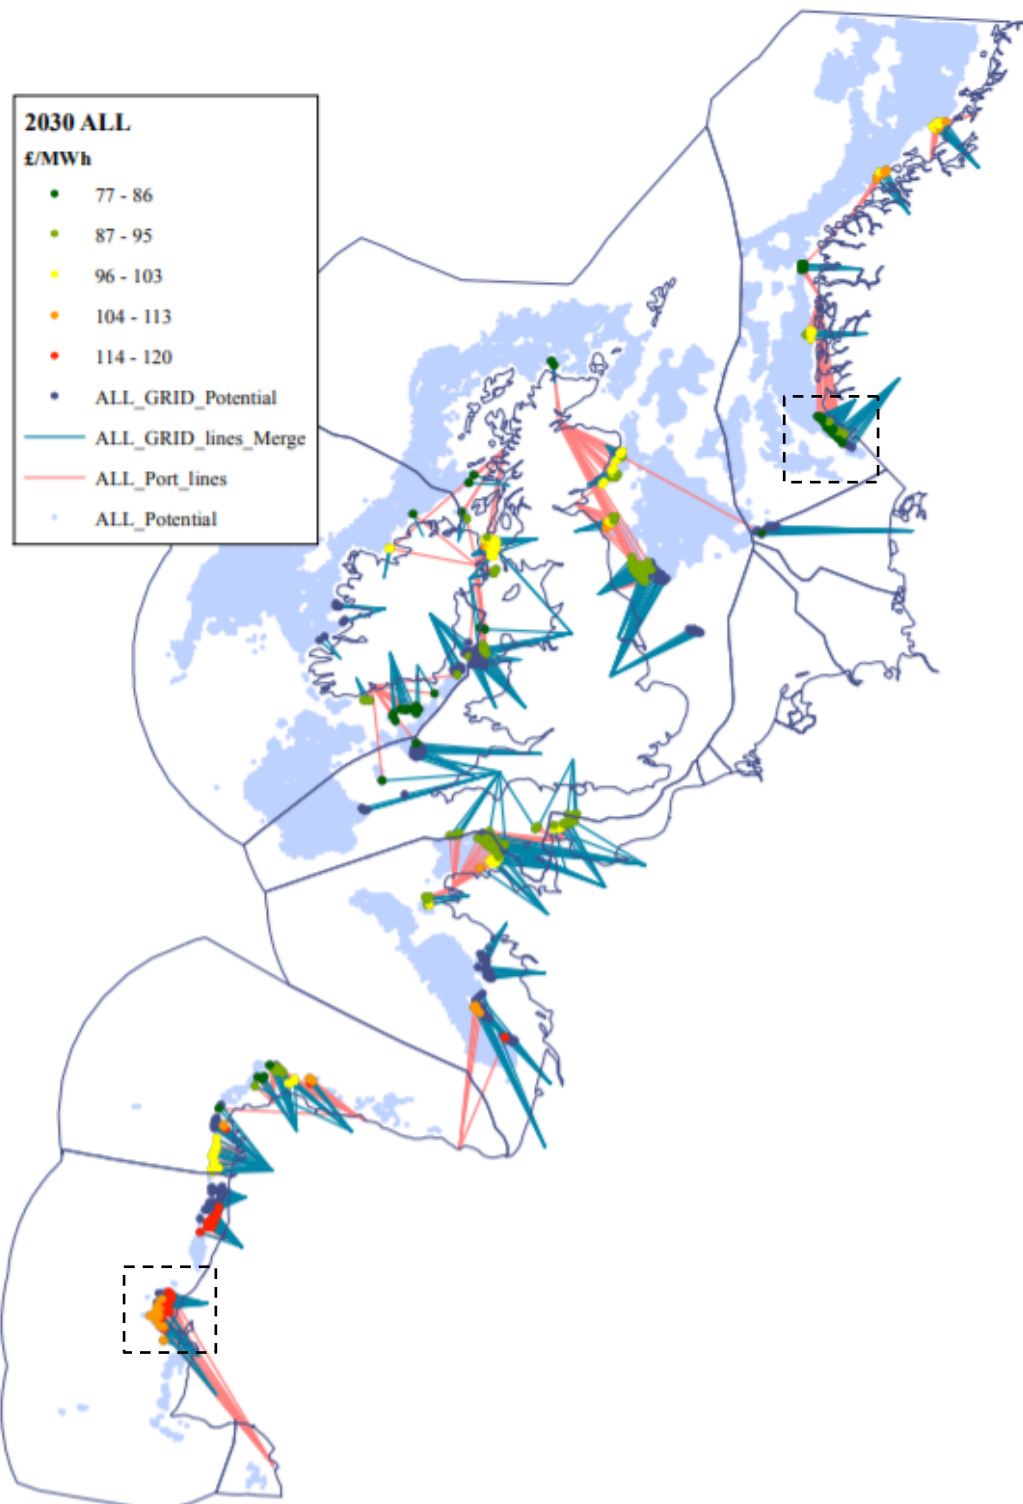 2030 ALL
£/MWh
77 - 86
87 - 95
96 - 103
104 - 113
114 - 120
ALL_GRID_Potential
ALL_GRID_lines_Merge
ALL_Port_lines
ALL_Potential